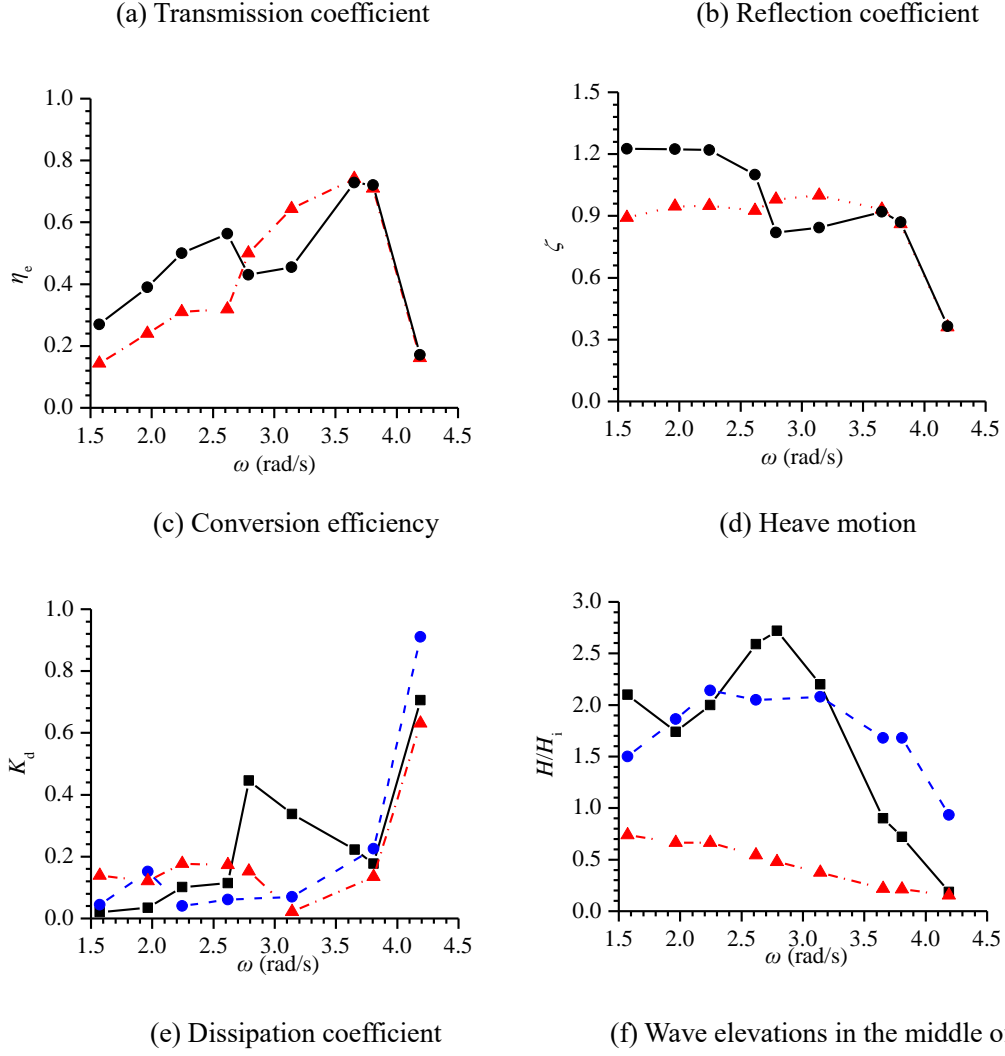 (a) Transmission coefficient
(b) Reflection coefficient
1.0
0.8
0.6
0.4
0.2
0.0
ηe
1.5 2.0 2.5 3.0 3.5 4.0 4.5
ω (rad/s)
1.5
1.2
0.9
0.6
0.3
0.0
ζ
1.5 2.0 2.5 3.0 3.5 4.0 4.5
ω (rad/s)
(c) Conversion efficiency
(d) Heave motion
1.0
0.8
0.6
0.4
0.2
0.0
Kd
1.5 2.0 2.5 3.0 3.5 4.0 4.5
ω (rad/s)
3.0
2.5
2.0
1.5
1.0
0.5
0.0
H/Hi
1.5 2.0 2.5 3.0 3.5 4.0 4.5
ω (rad/s)
(e) Dissipation coefficient
(f) Wave elevations in the middle o